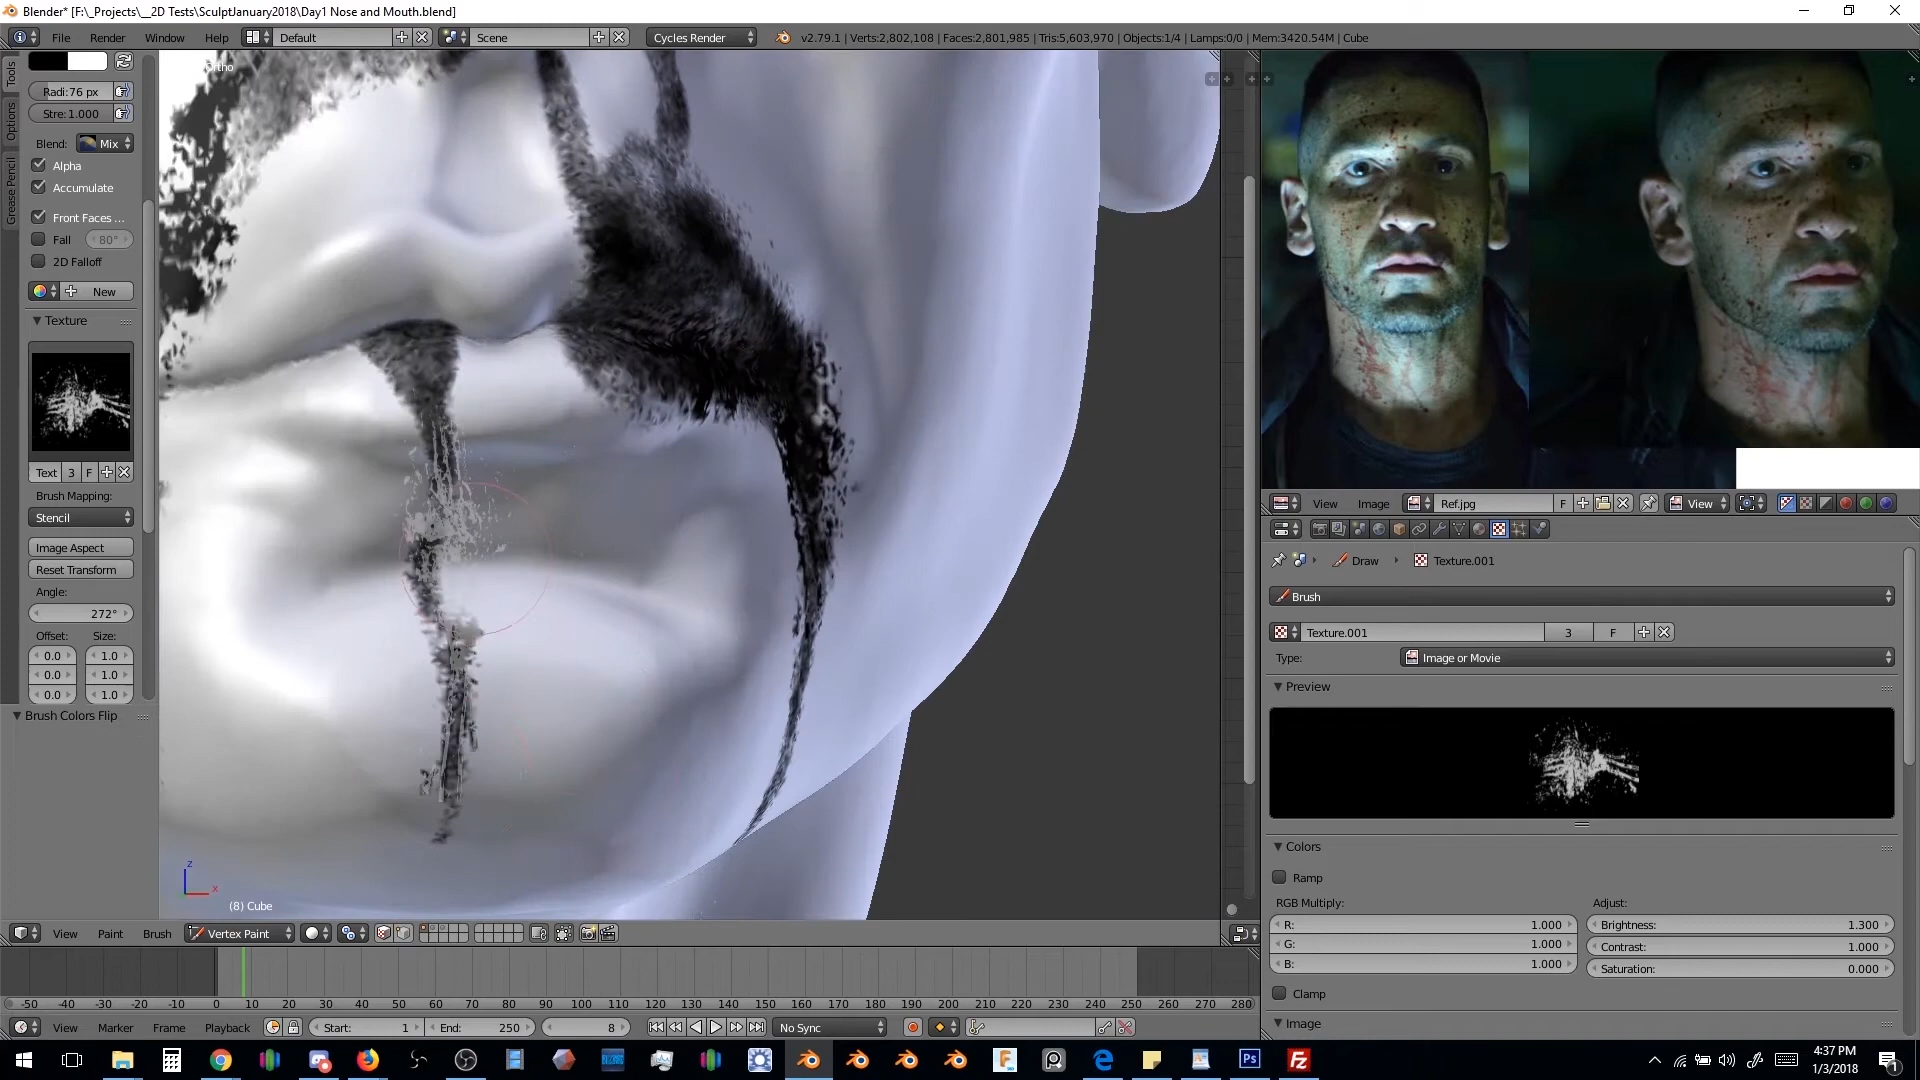 Blender* [F:\_Projects\__2D Tests\SculptJanuary2018\Day1 Nose and Mouth.blend]
File Render Window Help Default Scene Cycles Render v2.79.1 | Verts:2,802,108 | Faces:2,801,985 | Tris:5,603,970 | Objects:1/4 | Lamps:0/0 | Mem:3420.54M | Cube
Tools
Options
Grease Pencil
Radi: 76 px
Stre: 1.000
Blend: Mix
Alpha
Accumulate
Front Faces ...
Fall 80°
2D Falloff
New
Texture
Text 3 F
Brush Mapping:
Stencil
Image Aspect
Reset Transform
Angle:
272°
Offset: Size:
0.0 1.0
0.0 1.0
0.0 1.0
Brush Colors Flip
z
x
(8) Cube
View Paint Brush Vertex Paint
View Image Ref.jpg F View
Draw Texture.001
Brush
Texture.001 3 F
Type: Image or Movie
Preview
Colors
Ramp
RGB Multiply: Adjust:
R: 1.000 Brightness: 1.300
G: 1.000 Contrast: 1.000
B: 1.000 Saturation: 0.000
Clamp
Image
-50 -40 -30 -20 -10 0 10 20 30 40 50 60 70 80 90 100 110 120 130 140 150 160 170 180 190 200 210 220 230 240 250 260 270 280
View Marker Frame Playback Start: 1 End: 250 8 No Sync
Ps
Fz
4:37 PM
1/3/2018
1